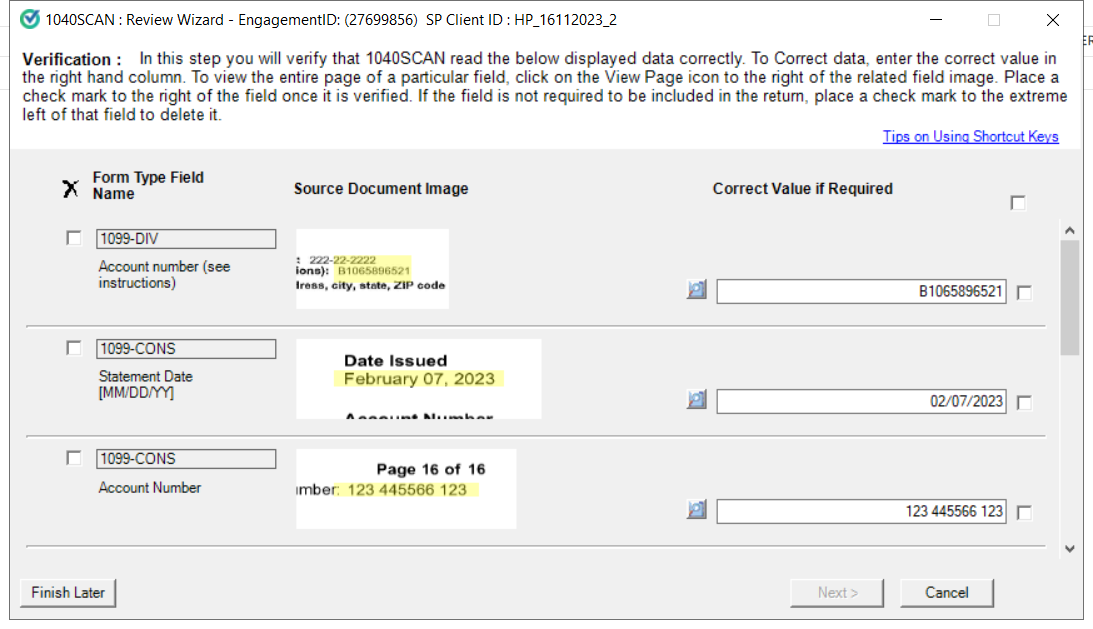 1040SCAN : Review Wizard - EngagementID: (27699856)  SP Client ID : HP_16112023_2
Verification :   In this step you will verify that 1040SCAN read the below displayed data correctly. To Correct data, enter the correct value in
the right hand column. To view the entire page of a particular field, click on the View Page icon to the right of the related field image. Place a
check mark to the right of the field once it is verified. If the field is not required to be included in the return, place a check mark to the extreme
left of that field to delete it.
Tips on Using Shortcut Keys
Form Type Field
Name
Source Document Image
Correct Value if Required
1099-DIV
Account number (see
instructions)
: 222-22-2222
ions): B1065896521
dress, city, state, ZIP code
B1065896521
1099-CONS
Statement Date
[MM/DD/YY]
Date Issued
February 07, 2023
Account Number
02/07/2023
1099-CONS
Account Number
Page 16 of 16
umber: 123 445566 123
123 445566 123
Finish Later
Next >
Cancel